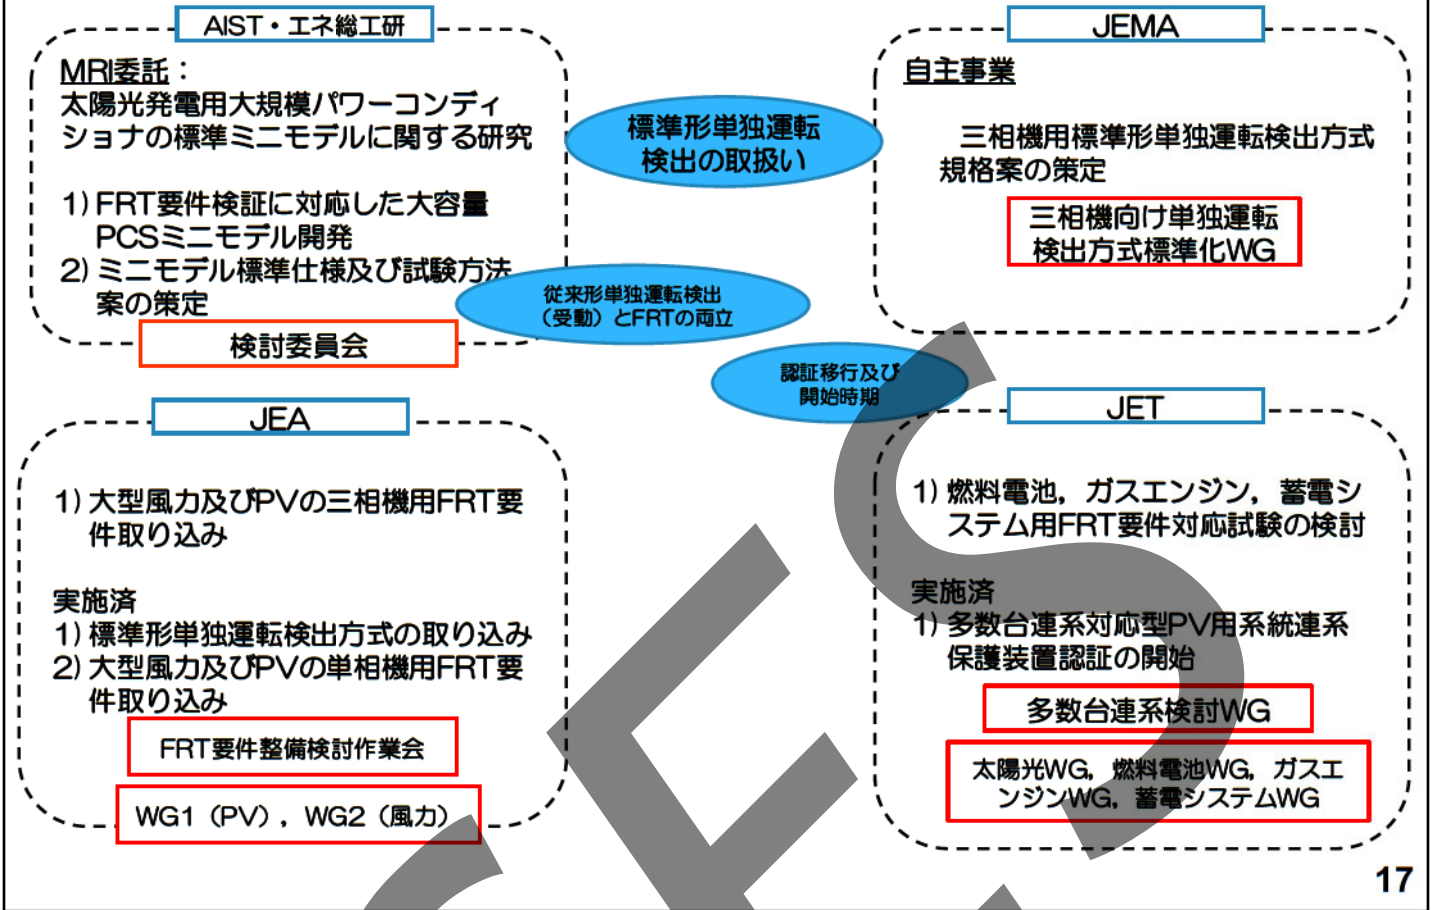 AIST・エネ総工研
MRI委託：
太陽光発電用大規模パワーコンディ
ショナの標準ミニモデルに関する研究
1) FRT要件検証に対応した大容量
PCSミニモデル開発
2) ミニモデル標準仕様及び試験方法
案の策定
検討委員会
標準形単独運転
検出の取扱い
従来形単独運転検出
（受動）とFRTの両立
認証移行及び
開始時期
JEMA
自主事業
三相機用標準形単独運転検出方式
規格案の策定
三相機向け単独運転
検出方式標準化WG
JEA
1) 大型風力及びPVの三相機用FRT要
件取り込み
実施済
1) 標準形単独運転検出方式の取り込み
2) 大型風力及びPVの単相機用FRT要
件取り込み
FRT要件整備検討作業会
WG1（PV）, WG2（風力）
JET
1) 燃料電池，ガスエンジン，蓄電シ
ステム用FRT要件対応試験の検討
実施済
1) 多数台連系対応型PV用系統連系
保護装置認証の開始
多数台連系検討WG
太陽光WG，燃料電池WG，ガスエ
ンジンWG，蓄電システムWG
17